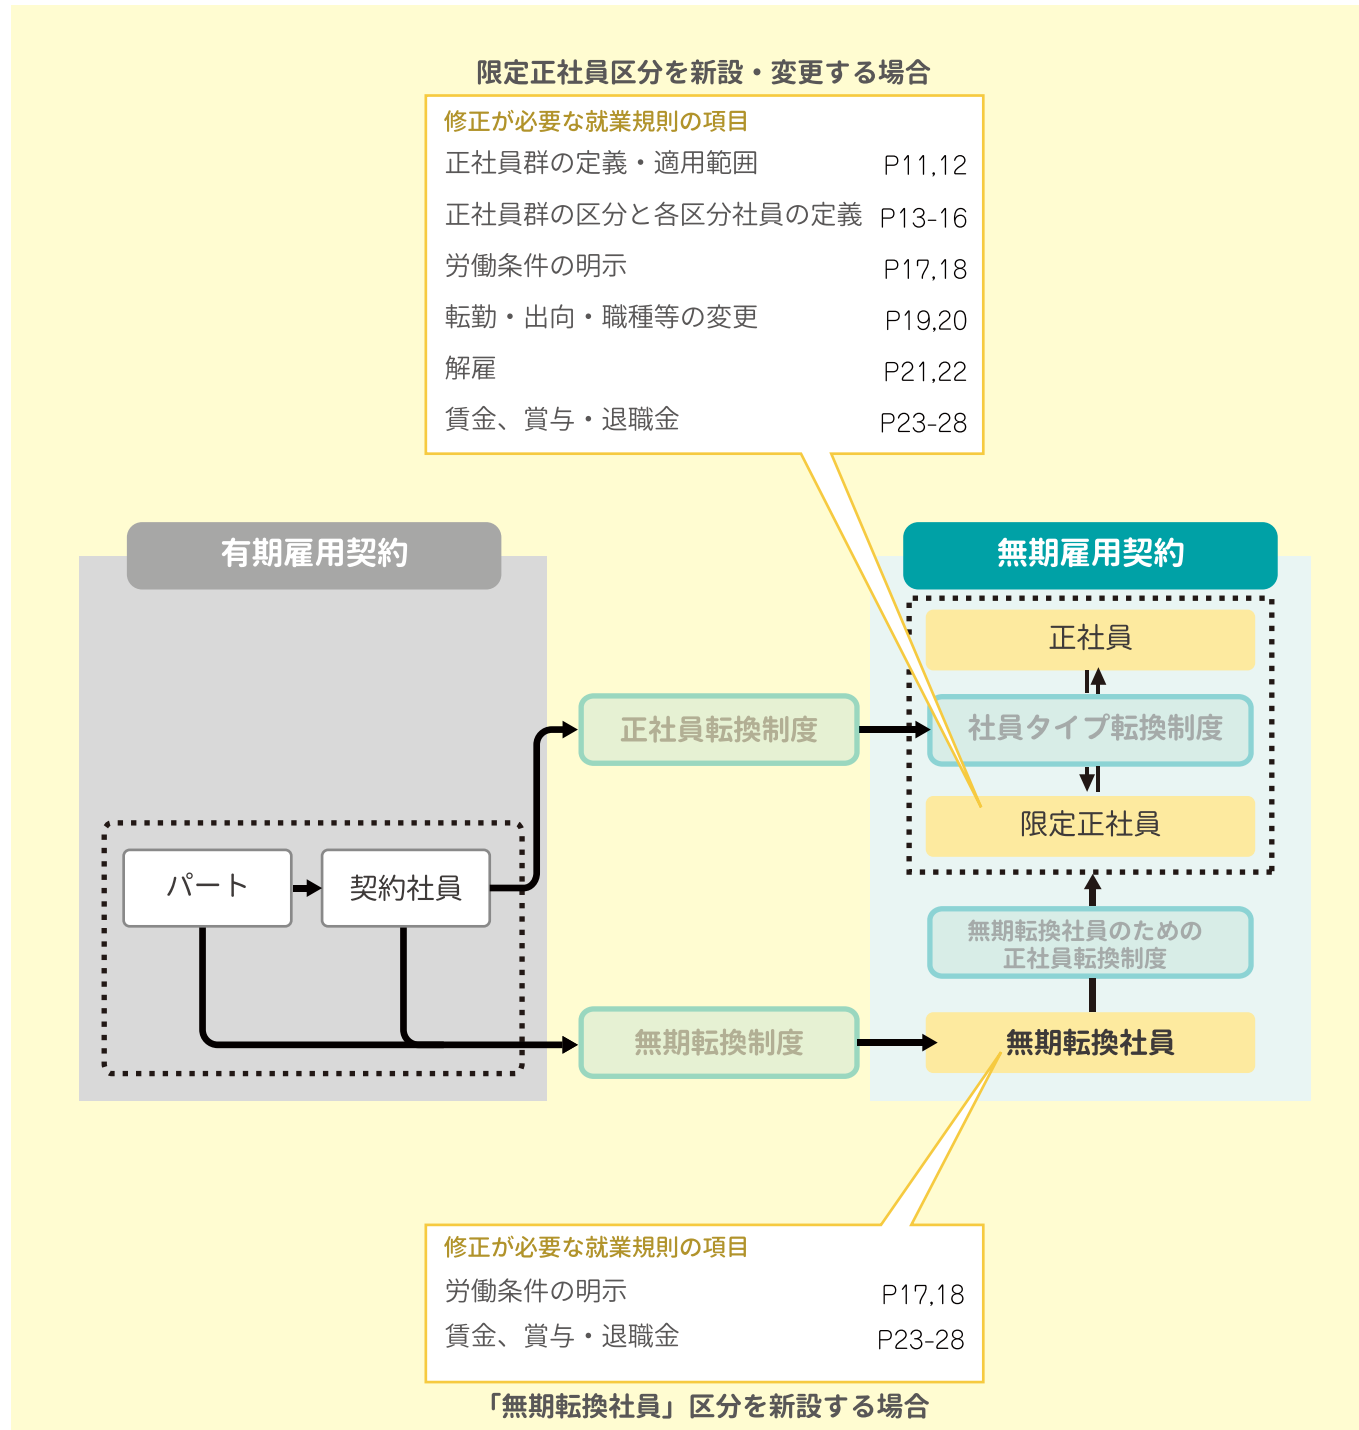 限定正社員区分を新設・変更する場合
修正が必要な就業規則の項目
正社員群の定義・適用範囲 P11,12
正社員群の区分と各区分社員の定義 P13-16
労働条件の明示 P17,18
転勤・出向・職種等の変更 P19,20
解雇 P21,22
賃金、賞与・退職金 P23-28
有期雇用契約
無期雇用契約
正社員
正社員転換制度
社員タイプ転換制度
限定正社員
パート
契約社員
無期転換社員のための
正社員転換制度
無期転換制度
無期転換社員
修正が必要な就業規則の項目
労働条件の明示 P17,18
賃金、賞与・退職金 P23-28
「無期転換社員」区分を新設する場合